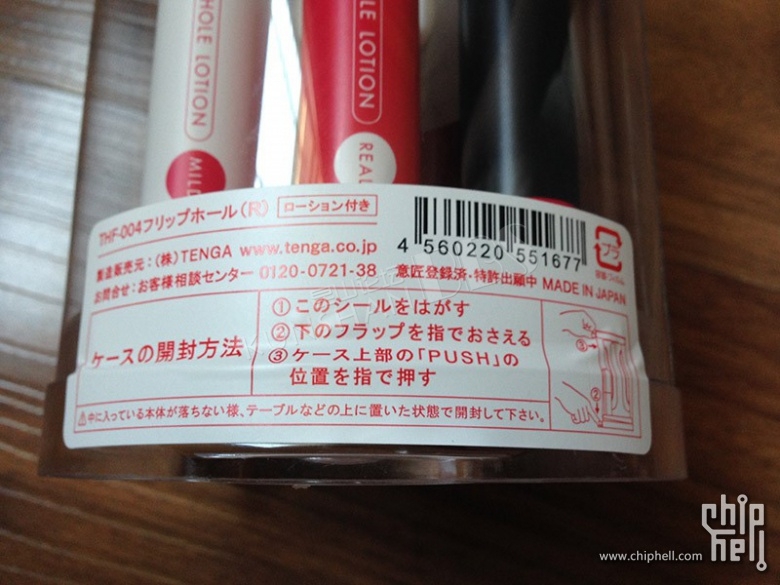 HOLE LOTION
MILD
LE LOTION
REAL
THF-004フリップホール(R) ローション付き
製造販売元:(株)TENGA www.tenga.co.jp
お問合せ:お客様相談センター 0120-0721-38
4 560220 551677
プラ
意匠登録済・特許出願中 MADE IN JAPAN
ケースの開封方法
①このシールをはがす
②下のフラップを指でおさえる
③ケース上部の「PUSH」の
位置を指で押す
③
②
⚠中に入っている本体が落ちない様、テーブルなどの上に置いた状態で開封して下さい。
chip
hell
www.chiphell.com